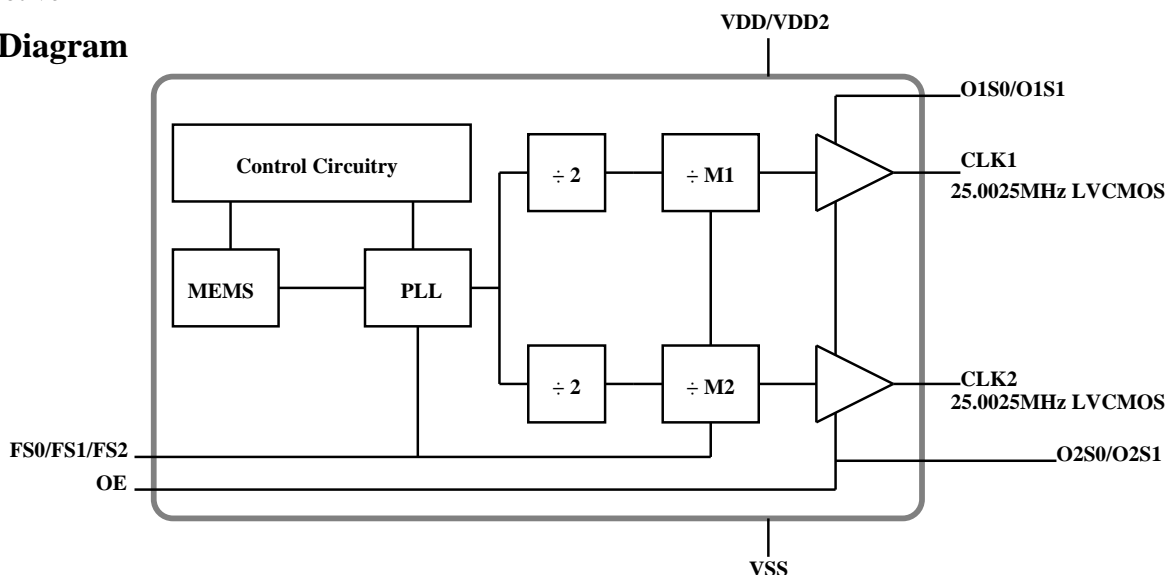 VDD/VDD2
Diagram
O1S0/O1S1
Control Circuitry
÷ 2
÷ M1
CLK1
25.0025MHz LVCMOS
MEMS
PLL
÷ 2
÷ M2
CLK2
25.0025MHz LVCMOS
FS0/FS1/FS2
O2S0/O2S1
OE
VSS